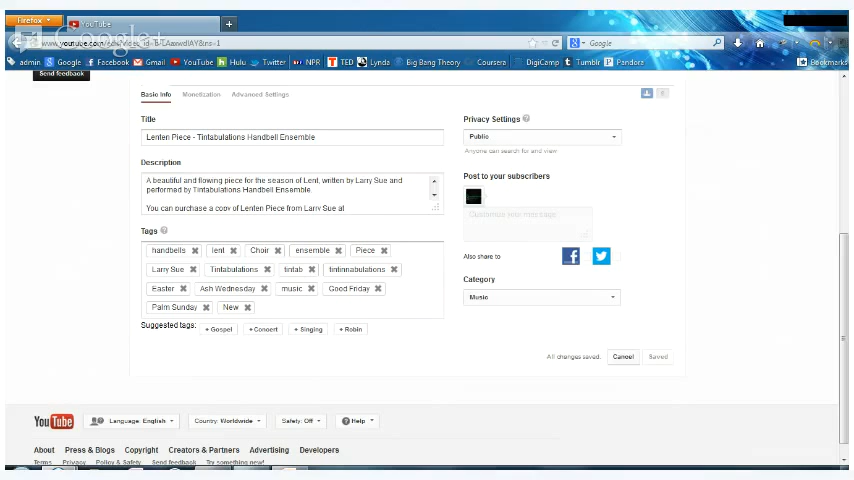 Firefox
YouTube
Google+
www.youtube.com
Google
admin Google Facebook Gmail YouTube Hulu Twitter NPR TED Lynda Big Bang Theory Coursera DigiCamp Tumblr Pandora Bookmarks
Send feedback
Basic Info Monetization Advanced Settings
Title
Lenten Piece - Tintabulations Handbell Ensemble
Description
A beautiful and flowing piece for the season of Lent, written by Larry Sue and
performed by Tintabulations Handbell Ensemble.
You can purchase a copy of Lenten Piece from Larry Sue at
Tags
handbells lent Choir ensemble Piece
Larry Sue Tintabulations tintab tintinnabulations
Easter Ash Wednesday music Good Friday
Palm Sunday New
Suggested tags: + Gospel + Concert + Singing + Robin
Privacy Settings
Public
Anyone can search for and view
Post to your subscribers
Customize your message
Also share to
Category
Music
All changes saved. Cancel Saved
YouTube Language: English Country: Worldwide Safety: Off Help
About Press & Blogs Copyright Creators & Partners Advertising Developers
Terms Privacy Policy & Safety Send feedback Try something new!